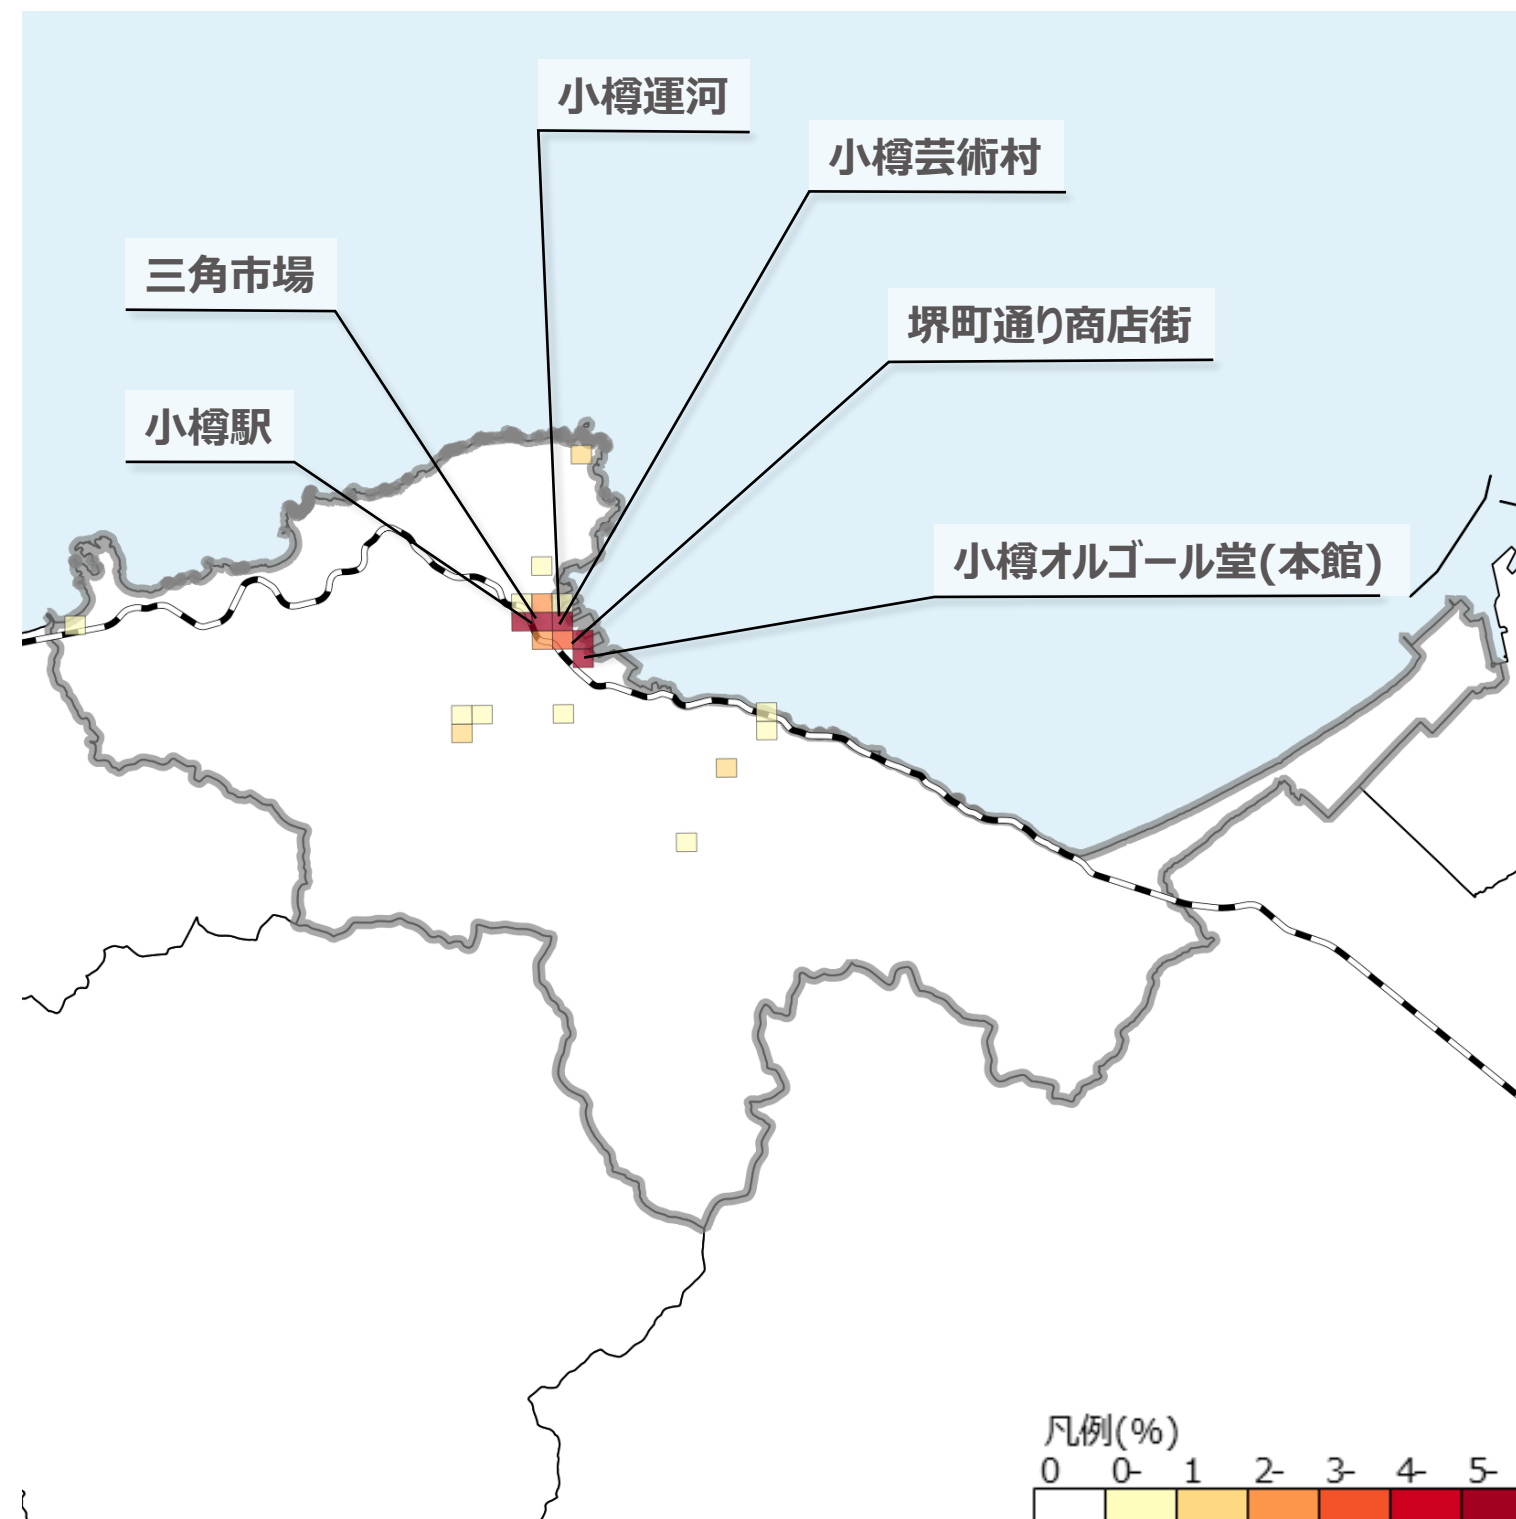 小樽運河
小樽芸術村
三角市場
堺町通り商店街
小樽駅
小樽オルゴール堂(本館)
凡例(%)
0 0- 1 2- 3- 4- 5-